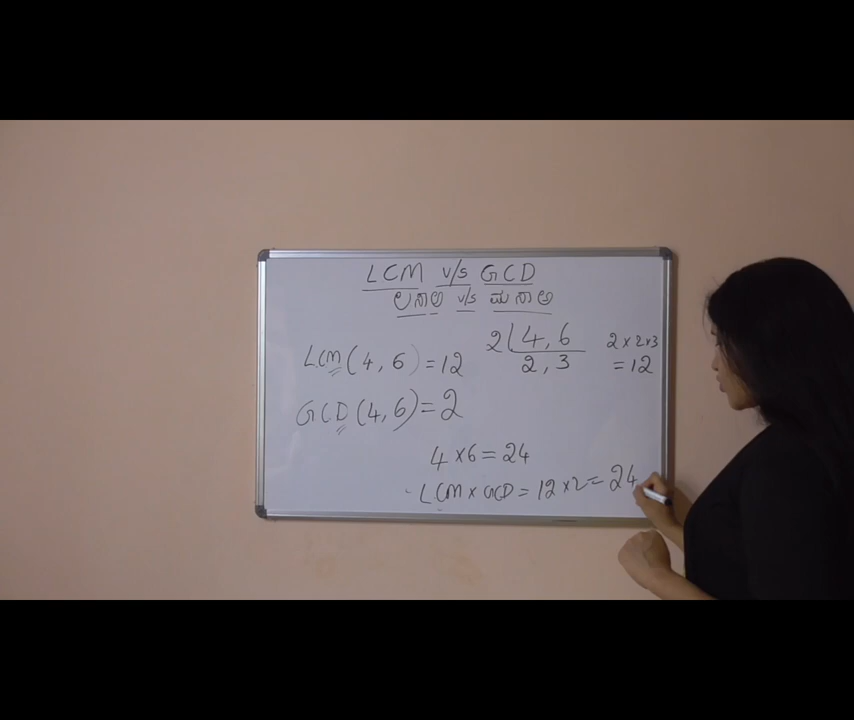 LCM v/s GCD
ಲಸಾಅ v/s ಮಸಾಅ
LCM (4, 6) = 12
GCD (4, 6) = 2
2 | 4, 6
2, 3
2 × 2 × 3
= 12
4 × 6 = 24
LCM × GCD = 12 × 2 = 24